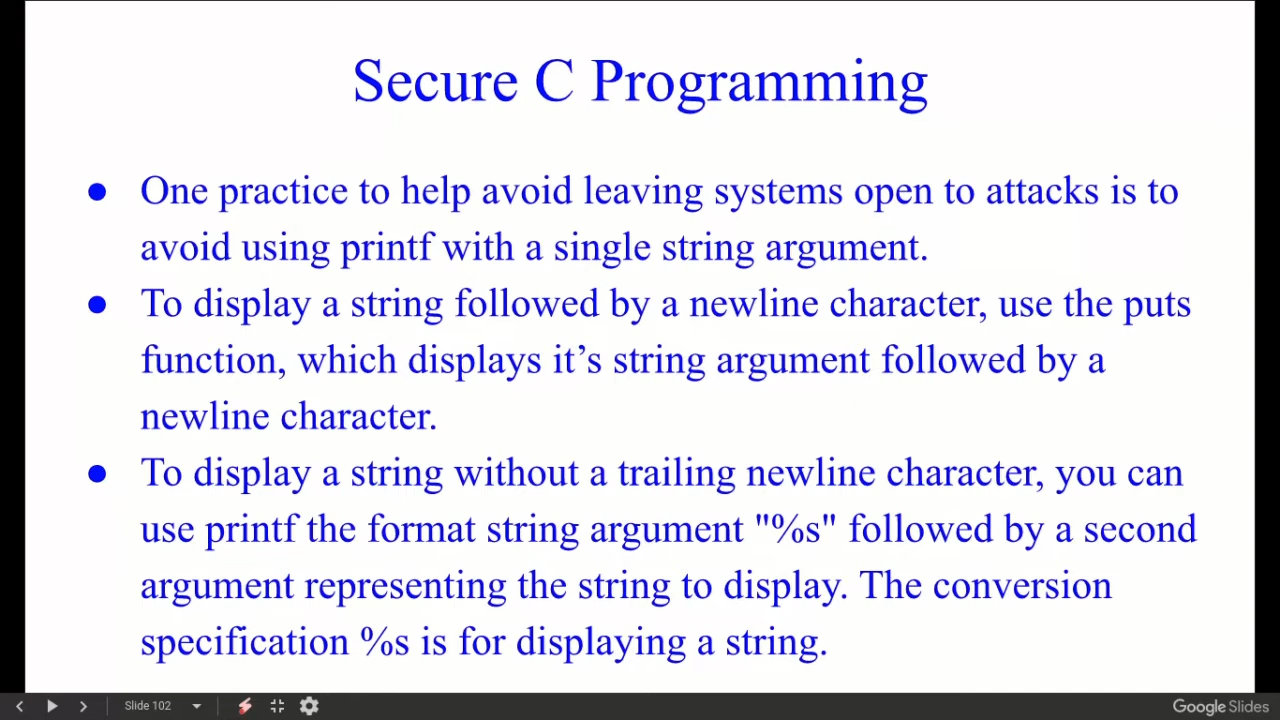 Secure C Programming
● One practice to help avoid leaving systems open to attacks is to
avoid using printf with a single string argument.
● To display a string followed by a newline character, use the puts
function, which displays it’s string argument followed by a
newline character.
● To display a string without a trailing newline character, you can
use printf the format string argument "%s" followed by a second
argument representing the string to display. The conversion
specification %s is for displaying a string.
Slide 102
Google Slides